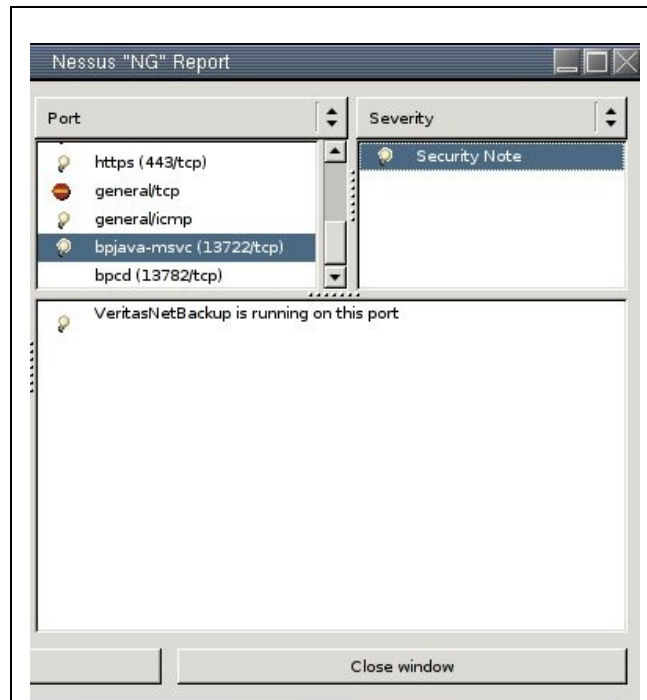 Nessus "NG" Report
Port
Severity
https (443/tcp)
general/tcp
general/icmp
bpjava-msvc (13722/tcp)
bpcd (13782/tcp)
Security Note
VeritasNetBackup is running on this port
Close window